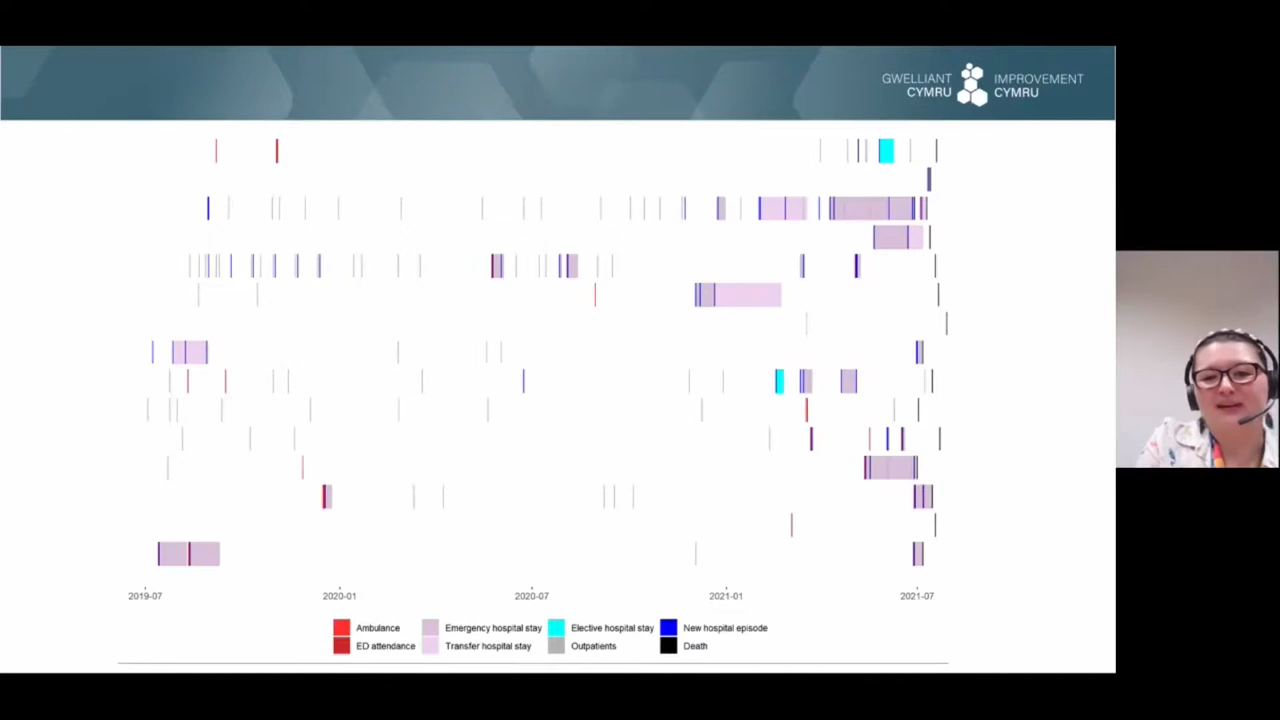 GWELLIANT CYMRU
IMPROVEMENT CYMRU
2019-07 2020-01 2020-07 2021-01 2021-07
Ambulance Emergency hospital stay Elective hospital stay New hospital episode
ED attendance Transfer hospital stay Outpatients Death